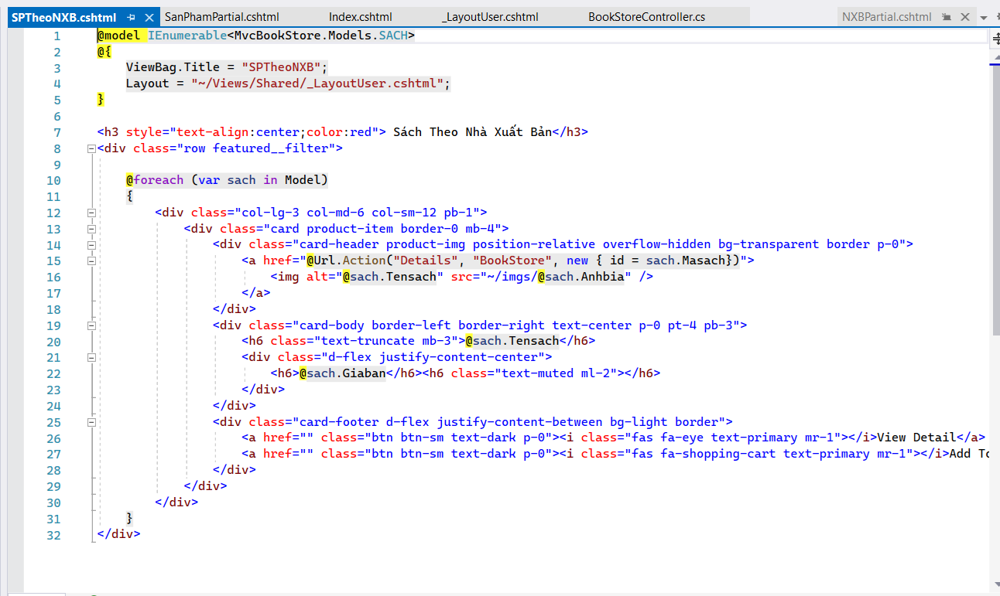 SPTheoNXB.cshtml SanPhamPartial.cshtml Index.cshtml _LayoutUser.cshtml BookStoreController.cs NXBPartial.cshtml
1 @model IEnumerable<MvcBookStore.Models.SACH>
2 @{
3 ViewBag.Title = "SPTheoNXB";
4 Layout = "~/Views/Shared/_LayoutUser.cshtml";
5 }
6
7 <h3 style="text-align:center;color:red"> Sách Theo Nhà Xuất Bản</h3>
8 <div class="row featured__filter">
9
10 @foreach (var sach in Model)
11 {
12 <div class="col-lg-3 col-md-6 col-sm-12 pb-1">
13 <div class="card product-item border-0 mb-4">
14 <div class="card-header product-img position-relative overflow-hidden bg-transparent border p-0">
15 <a href="@Url.Action("Details", "BookStore", new { id = sach.Masach})">
16 <img alt="@sach.Tensach" src="~/imgs/@sach.Anhbia" />
17 </a>
18 </div>
19 <div class="card-body border-left border-right text-center p-0 pt-4 pb-3">
20 <h6 class="text-truncate mb-3">@sach.Tensach</h6>
21 <div class="d-flex justify-content-center">
22 <h6>@sach.Giaban</h6><h6 class="text-muted ml-2"></h6>
23 </div>
24 </div>
25 <div class="card-footer d-flex justify-content-between bg-light border">
26 <a href="" class="btn btn-sm text-dark p-0"><i class="fas fa-eye text-primary mr-1"></i>View Detail</a>
27 <a href="" class="btn btn-sm text-dark p-0"><i class="fas fa-shopping-cart text-primary mr-1"></i>Add To
28 </div>
29 </div>
30 </div>
31 }
32 </div>